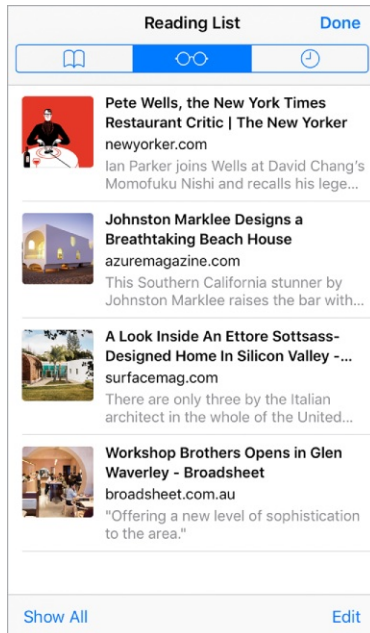 Reading List Done
Pete Wells, the New York Times
Restaurant Critic | The New Yorker
newyorker.com
Ian Parker joins Wells at David Chang's
Momofuku Nishi and recalls his lege...
Johnston Marklee Designs a
Breathtaking Beach House
azuremagazine.com
This Southern California stunner by
Johnston Marklee raises the bar with...
A Look Inside An Ettore Sottsass-
Designed Home In Silicon Valley -...
surfacemag.com
There are only three by the Italian
architect in the whole of the United...
Workshop Brothers Opens in Glen
Waverley - Broadsheet
broadsheet.com.au
"Offering a new level of sophistication
to the area."
Show All Edit